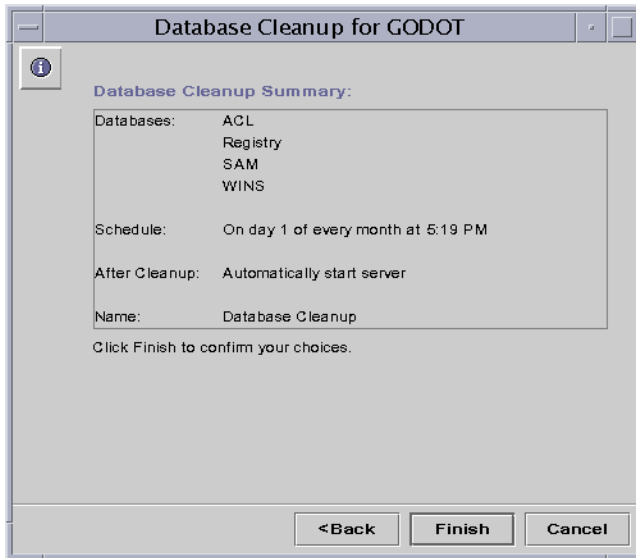 Database Cleanup for GODOT
Database Cleanup Summary:
Databases: ACL
Registry
SAM
WINS
Schedule: On day 1 of every month at 5:19 PM
After Cleanup: Automatically start server
Name: Database Cleanup
Click Finish to confirm your choices.
<Back Finish Cancel